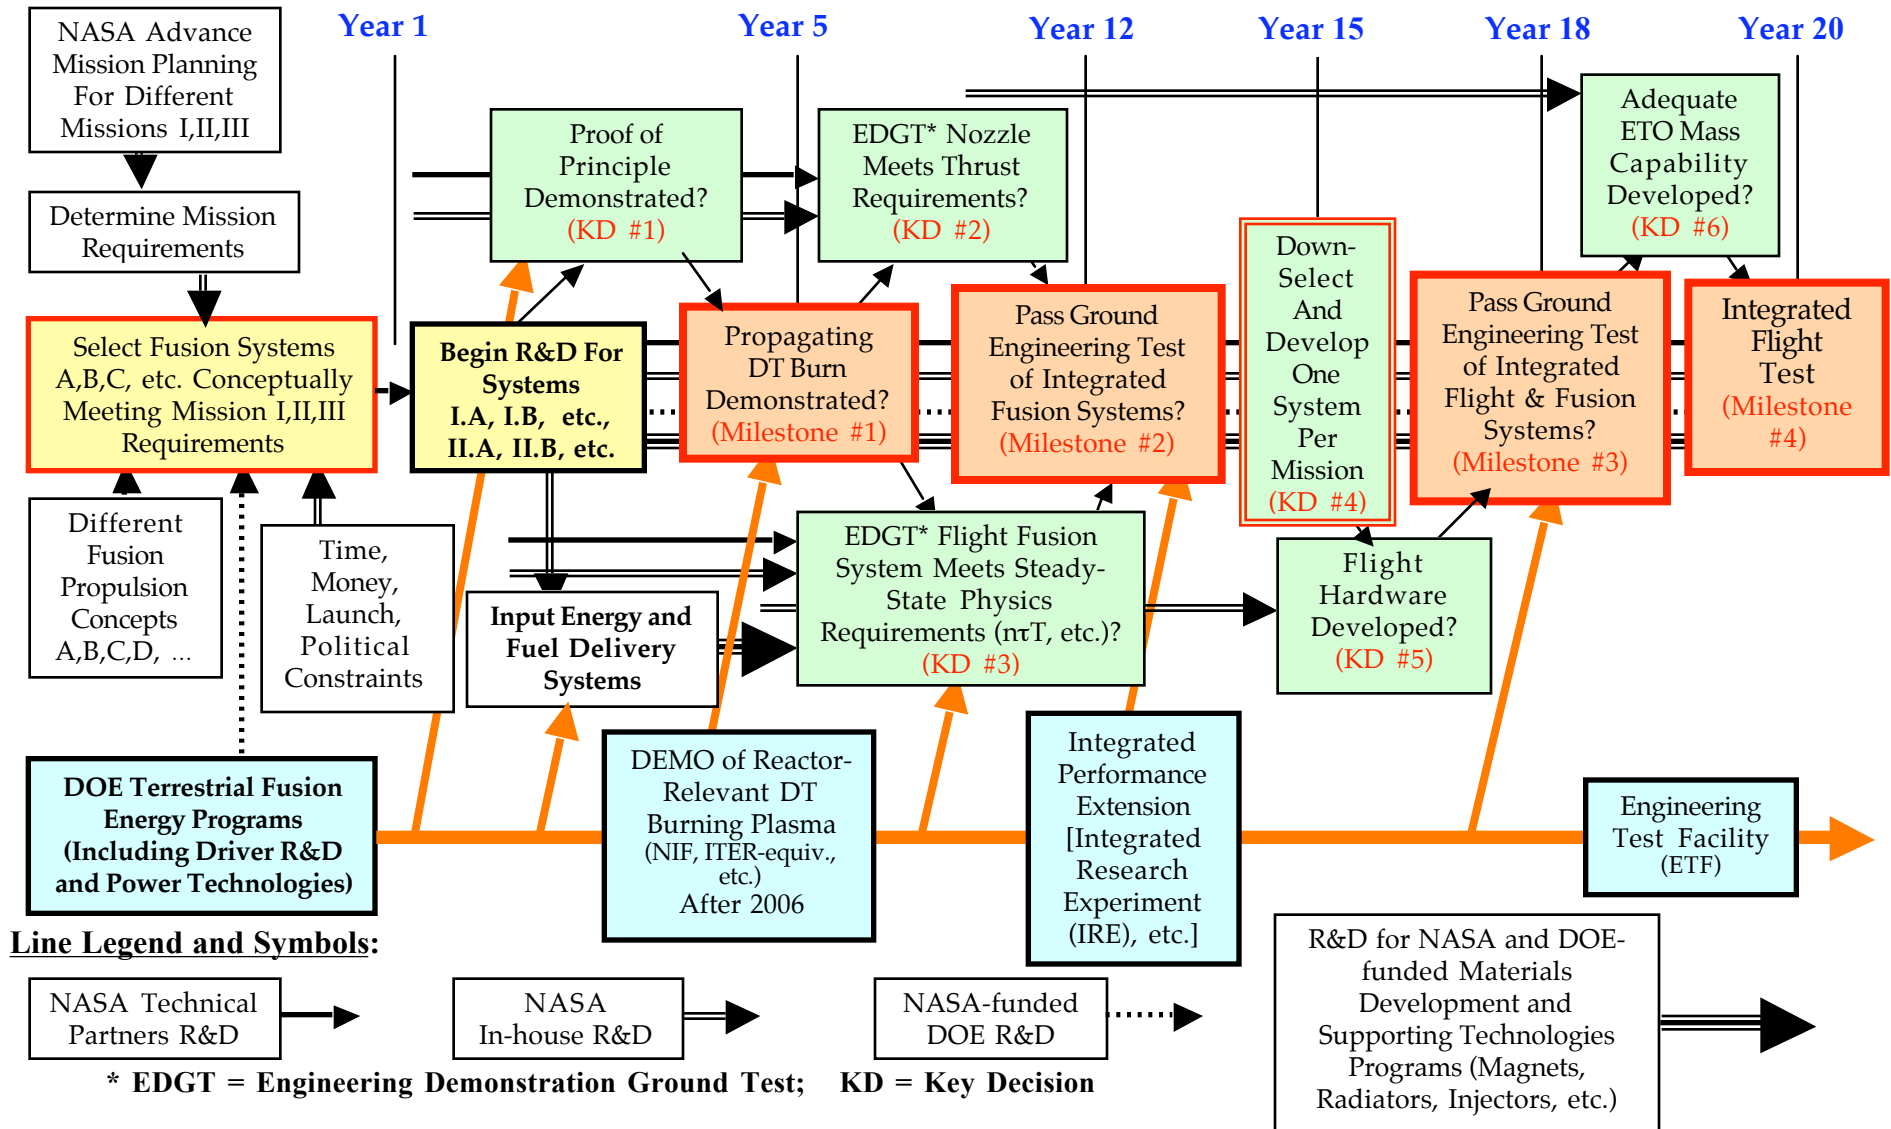 NASA Advance
Mission Planning
For Different
Missions I,II,III
Year 1
Year 5
Year 12
Year 15
Year 18
Year 20
Determine Mission
Requirements
Proof of
Principle
Demonstrated?
(KD #1)
EDGT* Nozzle
Meets Thrust
Requirements?
(KD #2)
Adequate
ETO Mass
Capability
Developed?
(KD #6)
Select Fusion Systems
A,B,C, etc. Conceptually
Meeting Mission I,II,III
Requirements
Begin R&D For
Systems
I.A, I.B, etc.,
II.A, II.B, etc.
Propagating
DT Burn
Demonstrated?
(Milestone #1)
Pass Ground
Engineering Test
of Integrated
Fusion Systems?
(Milestone #2)
Down-
Select
And
Develop
One
System
Per
Mission
(KD #4)
Pass Ground
Engineering Test
of Integrated
Flight & Fusion
Systems?
(Milestone #3)
Integrated
Flight
Test
(Milestone
#4)
Different
Fusion
Propulsion
Concepts
A,B,C,D, ...
Time,
Money,
Launch,
Political
Constraints
Input Energy and
Fuel Delivery
Systems
EDGT* Flight Fusion
System Meets Steady-
State Physics
Requirements (nτT, etc.)?
(KD #3)
Flight
Hardware
Developed?
(KD #5)
DOE Terrestrial Fusion
Energy Programs
(Including Driver R&D
and Power Technologies)
DEMO of Reactor-
Relevant DT
Burning Plasma
(NIF, ITER-equiv.,
etc.)
After 2006
Integrated
Performance
Extension
[Integrated
Research
Experiment
(IRE), etc.]
Engineering
Test Facility
(ETF)
Line Legend and Symbols:
NASA Technical
Partners R&D
NASA
In-house R&D
NASA-funded
DOE R&D
R&D for NASA and DOE-
funded Materials
Development and
Supporting Technologies
Programs (Magnets,
Radiators, Injectors, etc.)
* EDGT = Engineering Demonstration Ground Test; KD = Key Decision